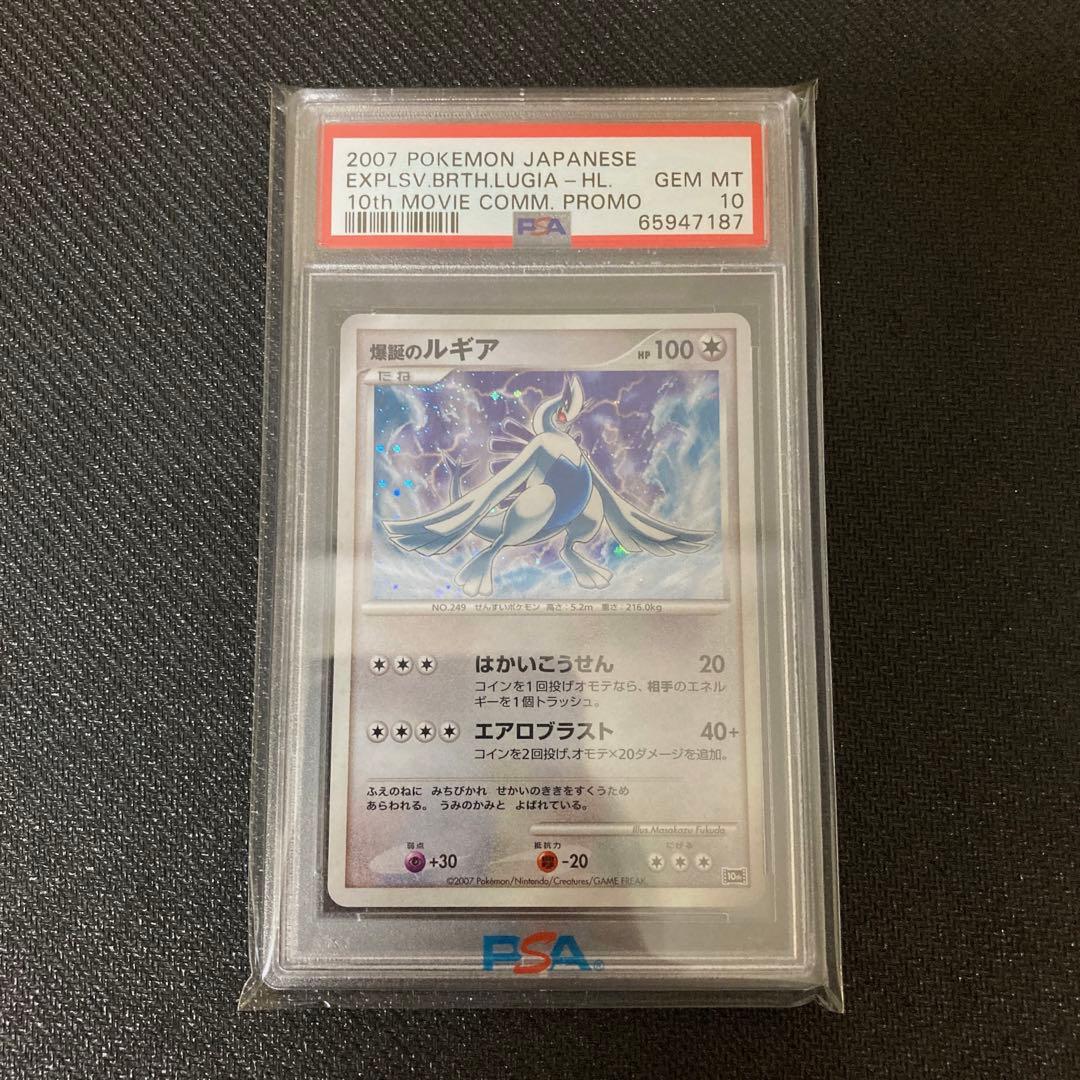 2007 POKEMON JAPANESE
EXPLSV.BRTH.LUGIA - HL. GEM MT
10th MOVIE COMM. PROMO 10
PSA 65947187
爆誕のルギア HP 100
たね
NO.249 せんすいポケモン 高さ:5.2m 重さ:216.0kg
はかいこうせん 20
コインを1回投げオモテなら、相手のエネル
ギーを1個トラッシュ。
エアロブラスト 40+
コインを2回投げ、オモテ×20ダメージを追加。
ふえのねに みちびかれ せかいのききをすくうため
あらわれる。 うみのかみと よばれている。
Illus.Masakazu Fukuda
弱点 抵抗力 にげる
+30 -20
10th
©2007 Pokémon/Nintendo/Creatures/GAME FREAK.
PSA®